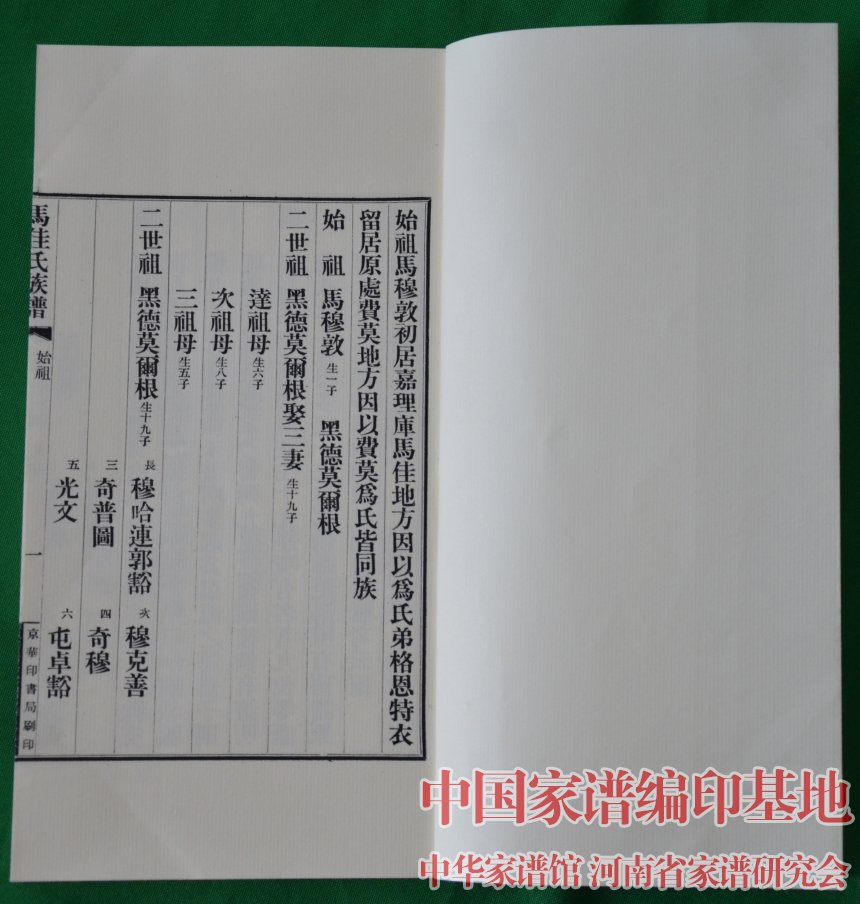 始祖馬穆敦初居嘉理庫馬佳地方因以爲氏弟格恩特衣
留居原處費莫地方因以費莫爲氏皆同族
始祖 馬穆敦 生一子 黑德莫爾根
二世祖 黑德莫爾根娶三妻 生十九子
達祖母 生六子
次祖母 生八子
三祖母 生五子
二世祖 黑德莫爾根 生十九子 長 穆哈連郭豁 次 穆克善
三 奇普圖 四 奇穆
五 光文 六 屯卓豁
馬佳氏族譜 始祖 一 京華印書局刷印
中国家谱编印基地
中华家谱馆 河南省家谱研究会